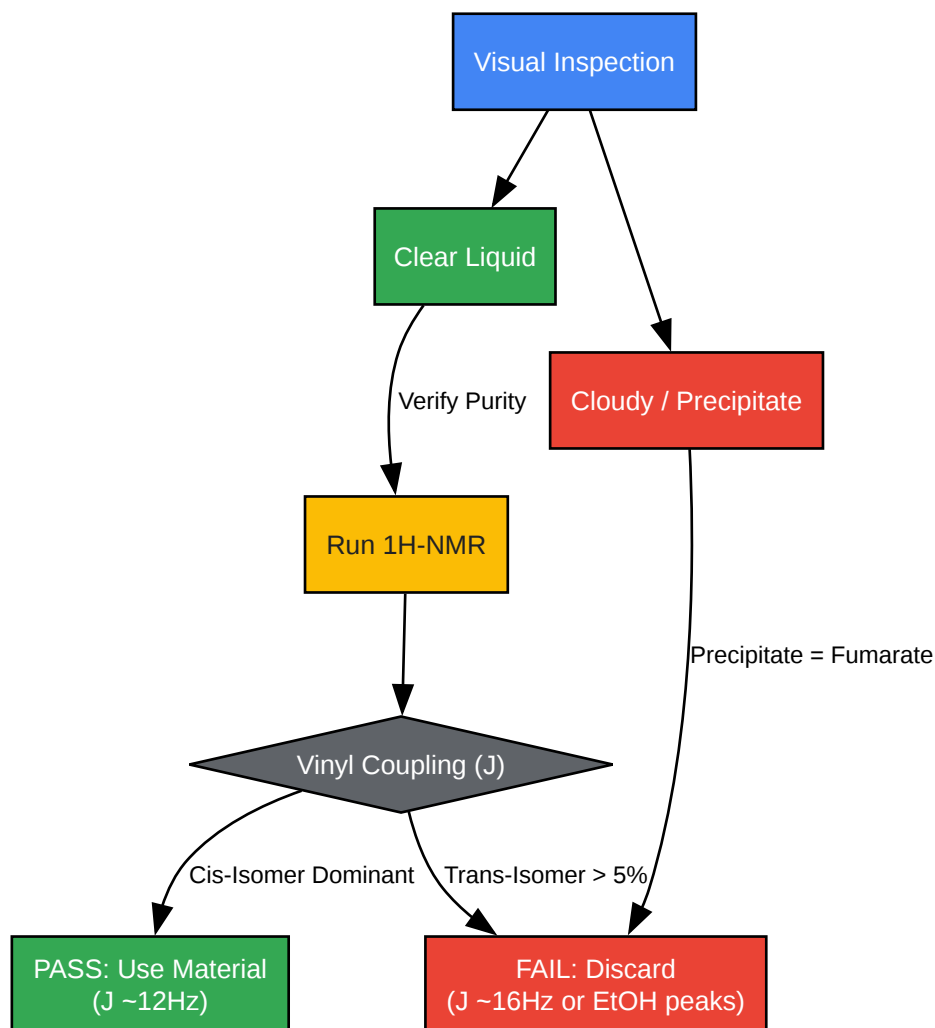 Visual Inspection
Clear Liquid
Cloudy / Precipitate
Verify Purity
Run 1H-NMR
Precipitate = Fumarate
Vinyl Coupling (J)
Cis-Isomer Dominant
Trans-Isomer > 5%
PASS: Use Material
(J ~12Hz)
FAIL: Discard
(J ~16Hz or EtOH peaks)